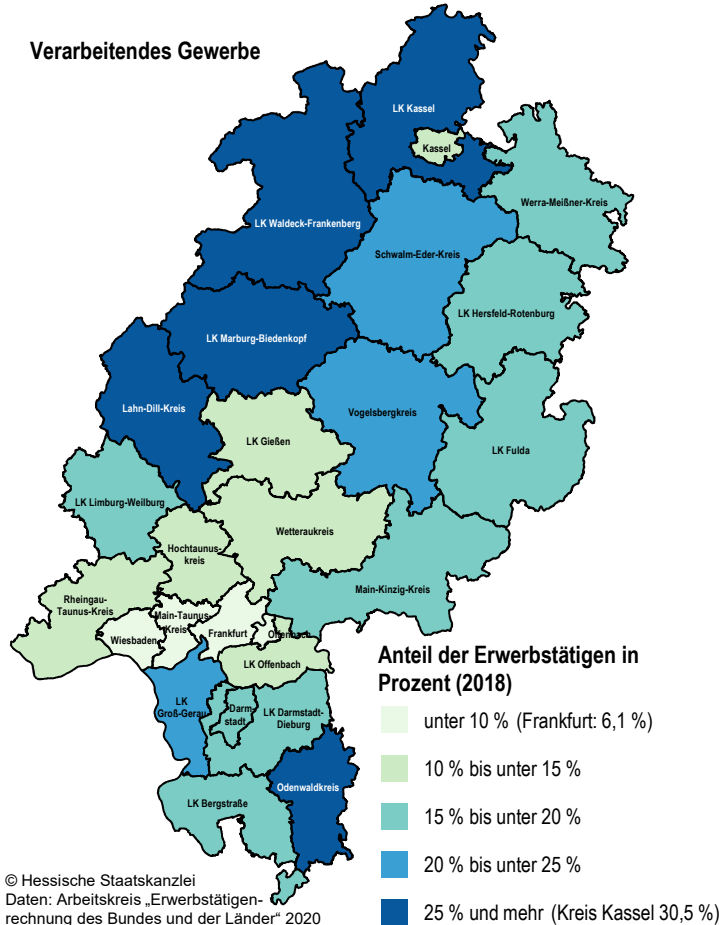 Verarbeitendes Gewerbe
LK Kassel
Kassel
Werra-Meißner-Kreis
LK Waldeck-Frankenberg
Schwalm-Eder-Kreis
LK Hersfeld-Rotenburg
LK Marburg-Biedenkopf
Lahn-Dill-Kreis
Vogelsbergkreis
LK Gießen
LK Fulda
LK Limburg-Weilburg
Wetteraukreis
Hochtaunus-
kreis
Main-Kinzig-Kreis
Rheingau-
Taunus-Kreis
Main-Taunus-
Kreis
Wiesbaden
Frankfurt
Offenbach
LK Offenbach
LK
Groß-Gerau
Darm
stadt
LK Darmstadt-
Dieburg
Odenwaldkreis
LK Bergstraße
Anteil der Erwerbstätigen in
Prozent (2018)
unter 10 % (Frankfurt: 6,1 %)
10 % bis unter 15 %
15 % bis unter 20 %
20 % bis unter 25 %
25 % und mehr (Kreis Kassel 30,5 %)
© Hessische Staatskanzlei
Daten: Arbeitskreis „Erwerbstätigen-
rechnung des Bundes und der Länder“ 2020